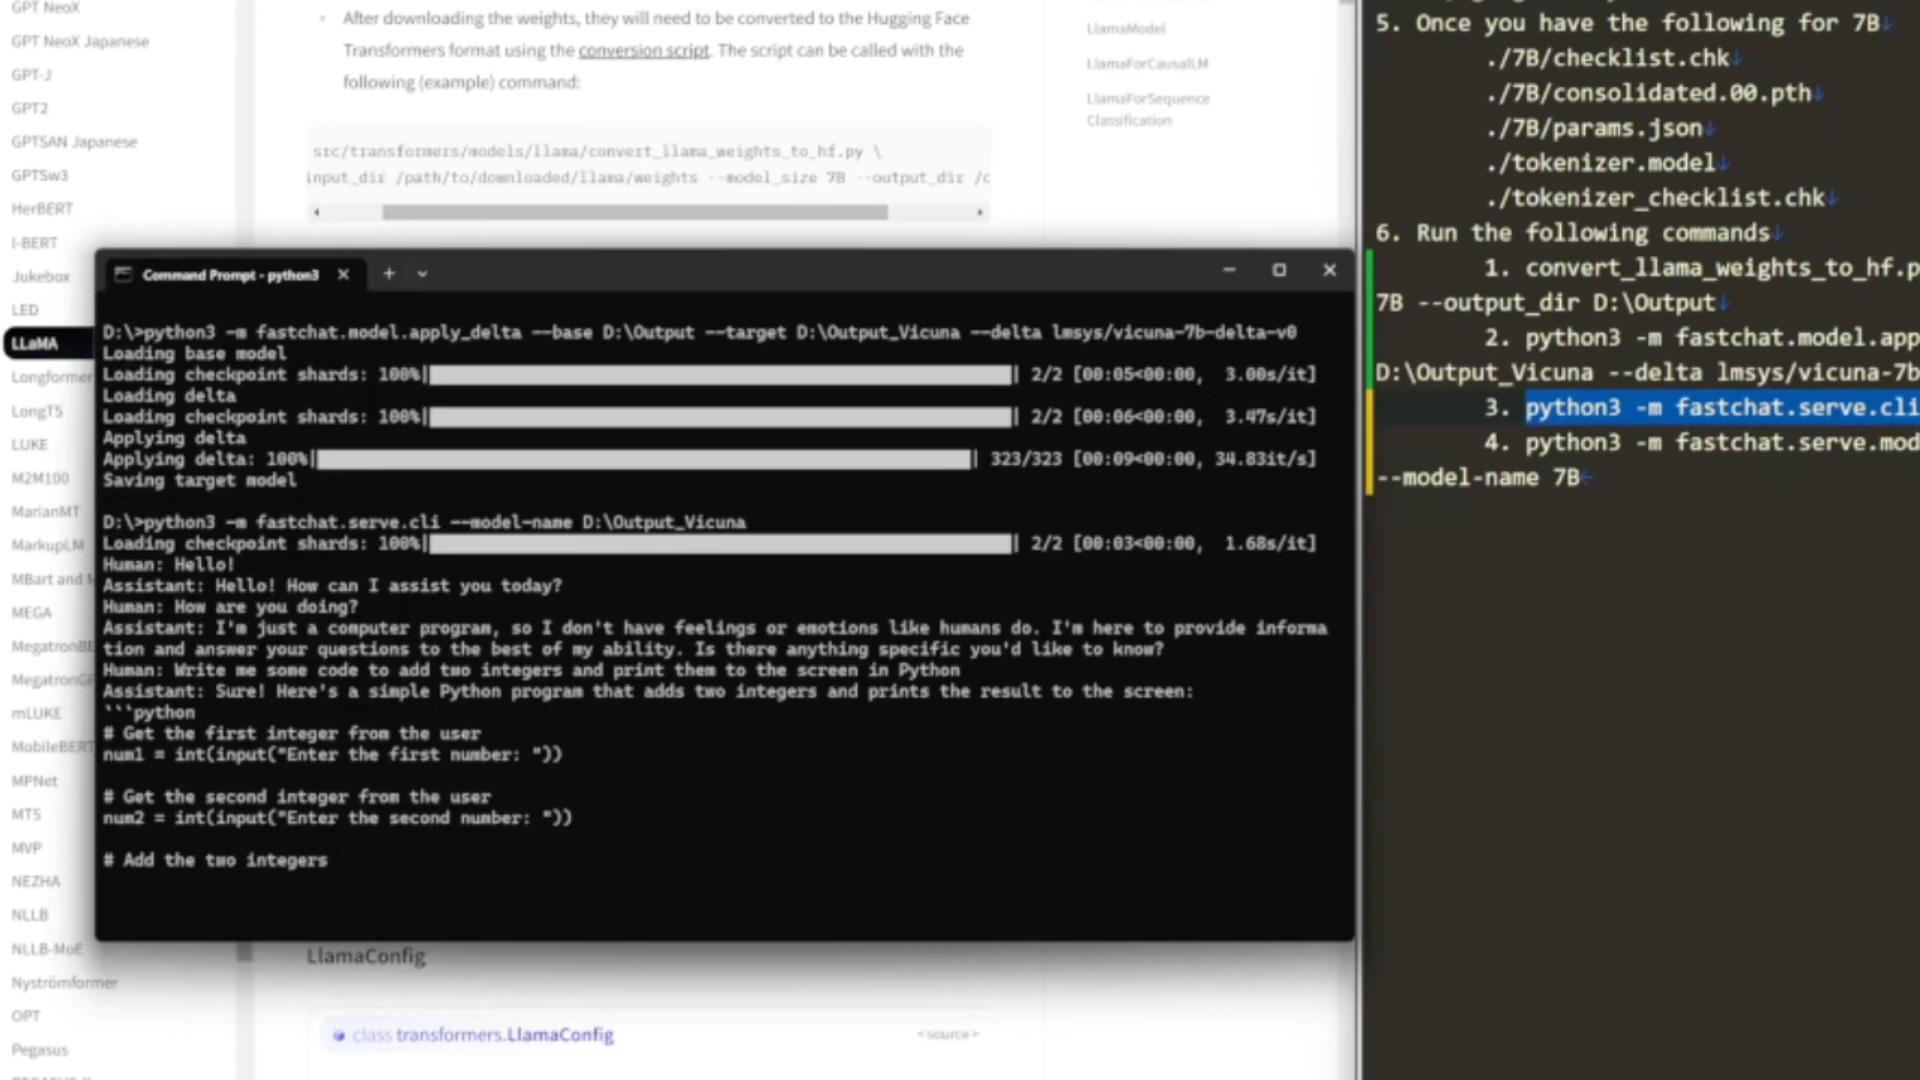 GPT NeoX
GPT NeoX Japanese
GPT-J
GPT2
GPTSAN Japanese
GPTSw3
HerBERT
I-BERT
Jukebox
LED
LLaMA
Longformer
LongT5
LUKE
M2M100
MarianMT
MarkupLM
MBart and M
MEGA
MegatronBE
MegatronGP
mLUKE
MobileBERT
MPNet
MT5
MVP
NEZHA
NLLB
NLLB-MoE
Nyströmformer
OPT
Pegasus
After downloading the weights, they will need to be converted to the Hugging Face
Transformers format using the conversion script. The script can be called with the
following (example) command:
src/transformers/models/llama/convert_llama_weights_to_hf.py \
input_dir /path/to/downloaded/llama/weights --model_size 7B --output_dir /c
LlamaModel
LlamaForCausalLM
LlamaForSequence
Classification
Command Prompt - python3
D:\>python3 -m fastchat.model.apply_delta --base D:\Output --target D:\Output_Vicuna --delta lmsys/vicuna-7b-delta-v0
Loading base model
Loading checkpoint shards: 100%| | 2/2 [00:05<00:00, 3.00s/it]
Loading delta
Loading checkpoint shards: 100%| | 2/2 [00:06<00:00, 3.47s/it]
Applying delta
Applying delta: 100%| | 323/323 [00:09<00:00, 34.83it/s]
Saving target model
D:\>python3 -m fastchat.serve.cli --model-name D:\Output_Vicuna
Loading checkpoint shards: 100%| | 2/2 [00:03<00:00, 1.68s/it]
Human: Hello!
Assistant: Hello! How can I assist you today?
Human: How are you doing?
Assistant: I'm just a computer program, so I don't have feelings or emotions like humans do. I'm here to provide informa
tion and answer your questions to the best of my ability. Is there anything specific you'd like to know?
Human: Write me some code to add two integers and print them to the screen in Python
Assistant: Sure! Here's a simple Python program that adds two integers and prints the result to the screen:
```python
# Get the first integer from the user
num1 = int(input("Enter the first number: "))
# Get the second integer from the user
num2 = int(input("Enter the second number: "))
# Add the two integers
LlamaConfig
class transformers.LlamaConfig
<source>
5. Once you have the following for 7B
./7B/checklist.chk
./7B/consolidated.00.pth
./7B/params.json
./tokenizer.model
./tokenizer_checklist.chk
6. Run the following commands
1. convert_llama_weights_to_hf.p
7B --output_dir D:\Output
2. python3 -m fastchat.model.app
D:\Output_Vicuna --delta lmsys/vicuna-7b
3. python3 -m fastchat.serve.cli
4. python3 -m fastchat.serve.mod
--model-name 7B